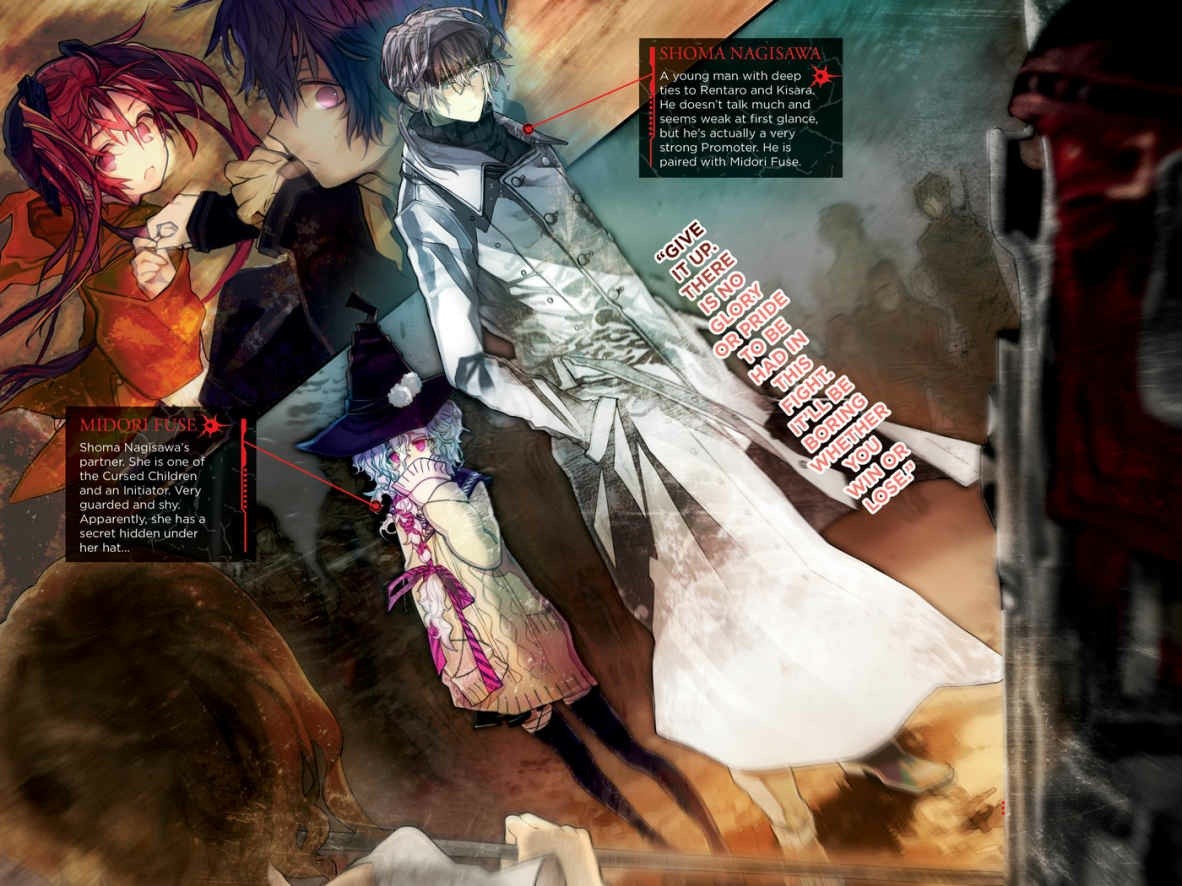 SHOMA NAGISAWA
A young man with deep
ties to Rentaro and Kisara.
He doesn't talk much and
seems weak at first glance,
but he's actually a very
strong Promoter. He is
paired with Midori Fuse.
"GIVE
IT UP.
THERE
IS NO
GLORY
OR PRIDE
TO BE
HAD IN
THIS
FIGHT.
IT'LL BE
BORING
WHETHER
YOU
WIN OR
LOSE."
MIDORI FUSE
Shoma Nagisawa's
partner. She is one of
the Cursed Children
and an Initiator. Very
guarded and shy.
Apparently, she has a
secret hidden under
her hat...